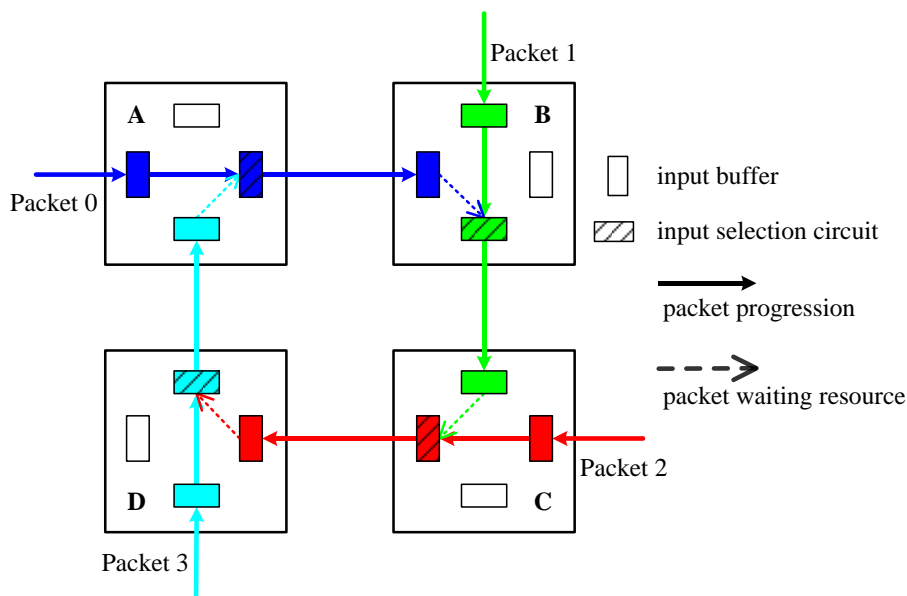 Packet 1
A
B
input buffer
Packet 0
input selection circuit
packet progression
packet waiting resource
Packet 2
D
C
Packet 3